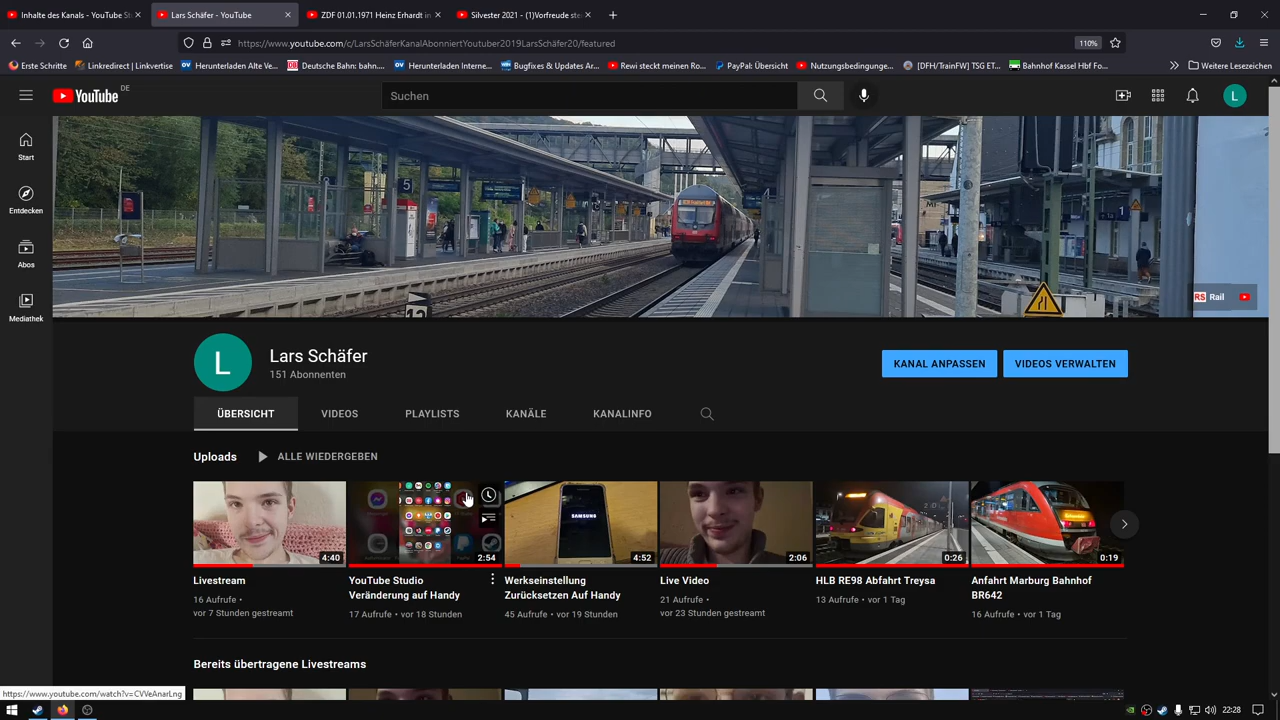 Inhalte des Kanals - YouTube St
Lars Schäfer - YouTube
ZDF 01.01.1971 Heinz Erhardt in
Silvester 2021 - (1)Vorfreude.ste
https://www.youtube.com/c/LarsSchäferKanalAbonniertYoutuber2019LarsSchäfer20/featured
110%
Erste Schritte
Linkredirect | Linkvertise
Herunterladen Alte Ve...
Deutsche Bahn: bahn....
Herunterladen Interne...
Bugfixes & Updates Ar...
Rewi steckt meinen Ro...
PayPal Übersicht
Nutzungsbedingunge...
[DFH/TrainFW] TSG ET...
Bahnhof Kassel Hbf Fo...
Weitere Lesezeichen
YouTube DE
Suchen
L
Start
Entdecken
Abos
Mediathek
5
1
12
RS Rail
L
Lars Schäfer
151 Abonnenten
KANAL ANPASSEN
VIDEOS VERWALTEN
ÜBERSICHT
VIDEOS
PLAYLISTS
KANÄLE
KANALINFO
Uploads
ALLE WIEDERGEBEN
4:40
2:54
SAMSUNG
4:52
2:06
0:26
0:19
Livestream
16 Aufrufe •
vor 7 Stunden gestreamt
YouTube Studio
Veränderung auf Handy
17 Aufrufe • vor 18 Stunden
Werkseinstellung
Zurücksetzen Auf Handy
45 Aufrufe • vor 19 Stunden
Live Video
21 Aufrufe •
vor 23 Stunden gestreamt
HLB RE98 Abfahrt Treysa
13 Aufrufe • vor 1 Tag
Anfahrt Marburg Bahnhof
BR642
16 Aufrufe • vor 1 Tag
Bereits übertragene Livestreams
https://www.youtube.com/watch?v=CVVeAnarLng
22:28